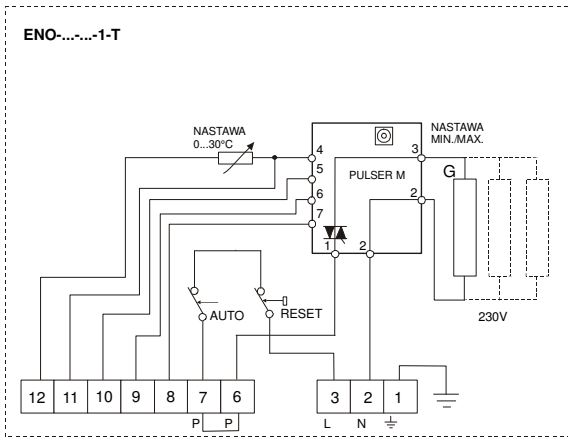 ENO-...-...-1-T
NASTAWA
0...30°C
NASTAWA
MIN./MAX.
4
3
5
PULSER M
G
6
2
7
1
2
AUTO
RESET
230V
12
11
10
9
8
7
6
3
2
1
P
P
L
N